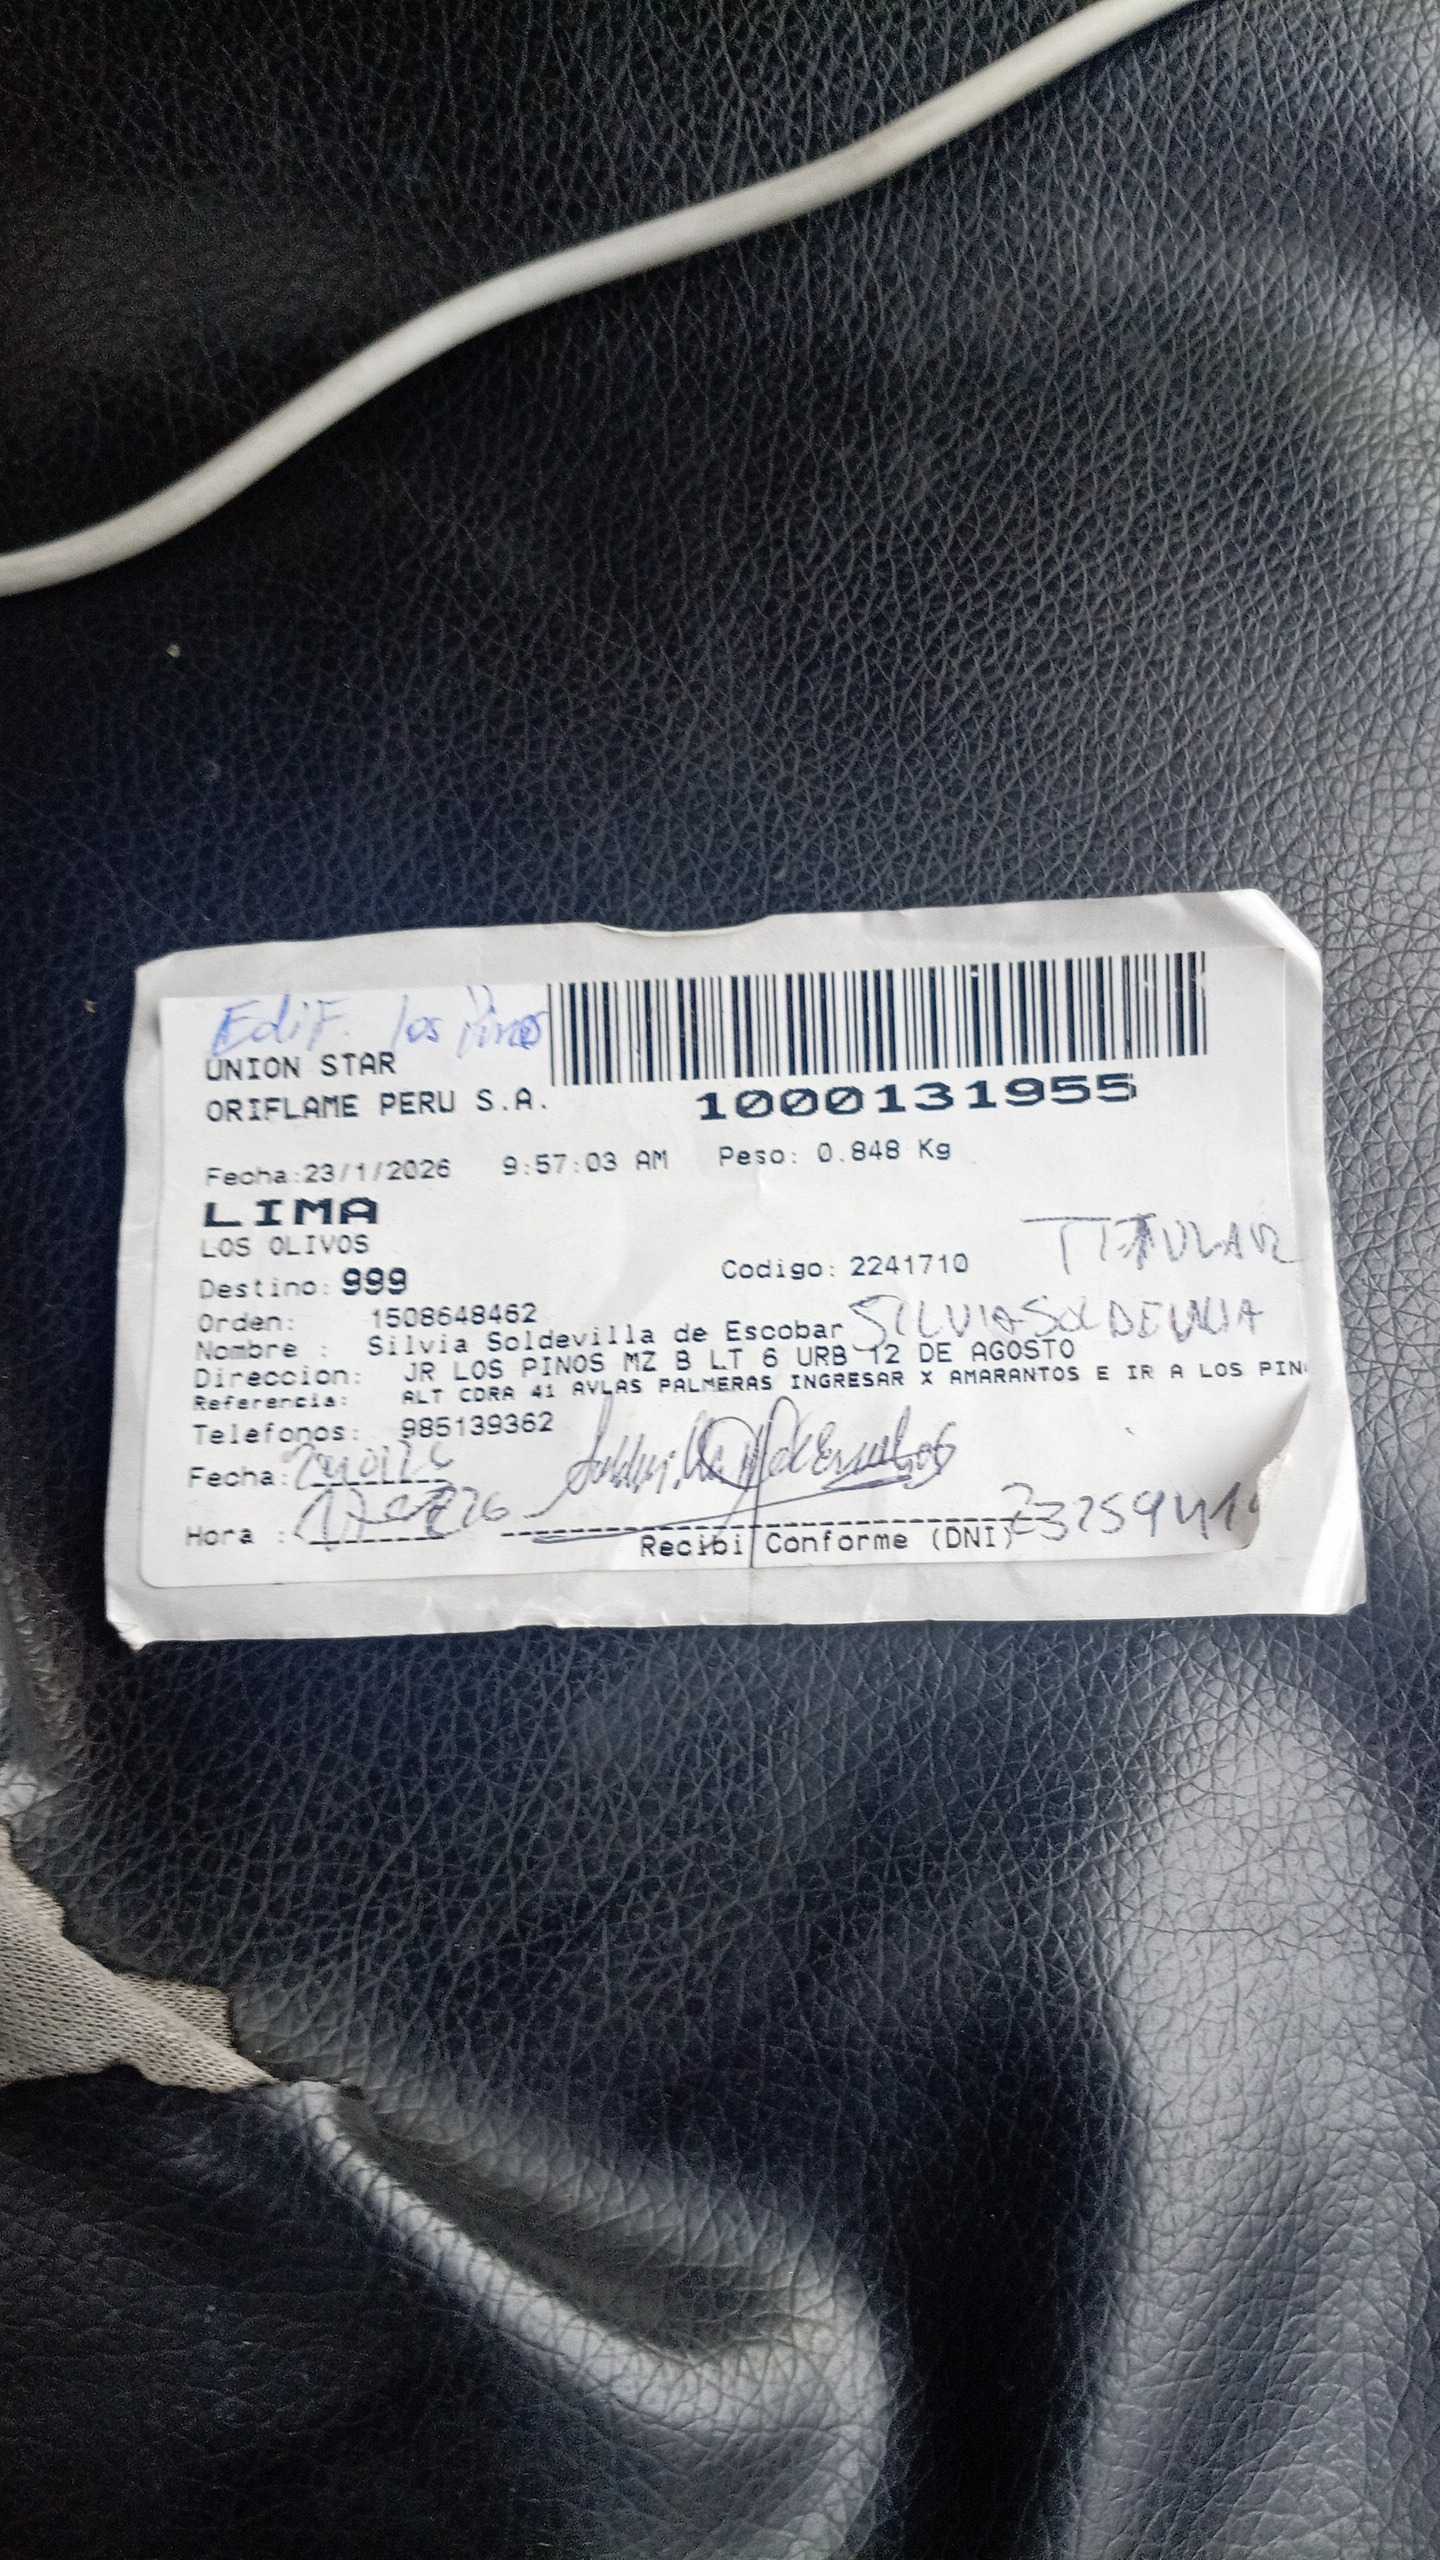 Edif. los Pinos
UNION STAR
ORIFLAME PERU S.A.
1000131955
Fecha:23/1/2026 9:57:03 AM Peso: 0.848 Kg
LIMA
LOS OLIVOS
TITULAR
Destino: 999 Codigo: 2241710
Orden: 1508648462
Nombre : Silvia Soldevilla de Escobar SILVIA SOLDEVILLA
Direccion: JR LOS PINOS MZ B LT 6 URB 12 DE AGOSTO
Referencia: ALT CDRA 41 AVLAS PALMERAS INGRESAR X AMARANTOS E IR A LOS PIN
Telefonos: 985139362
Fecha:
Hora :
Recibi Conforme (DNI)